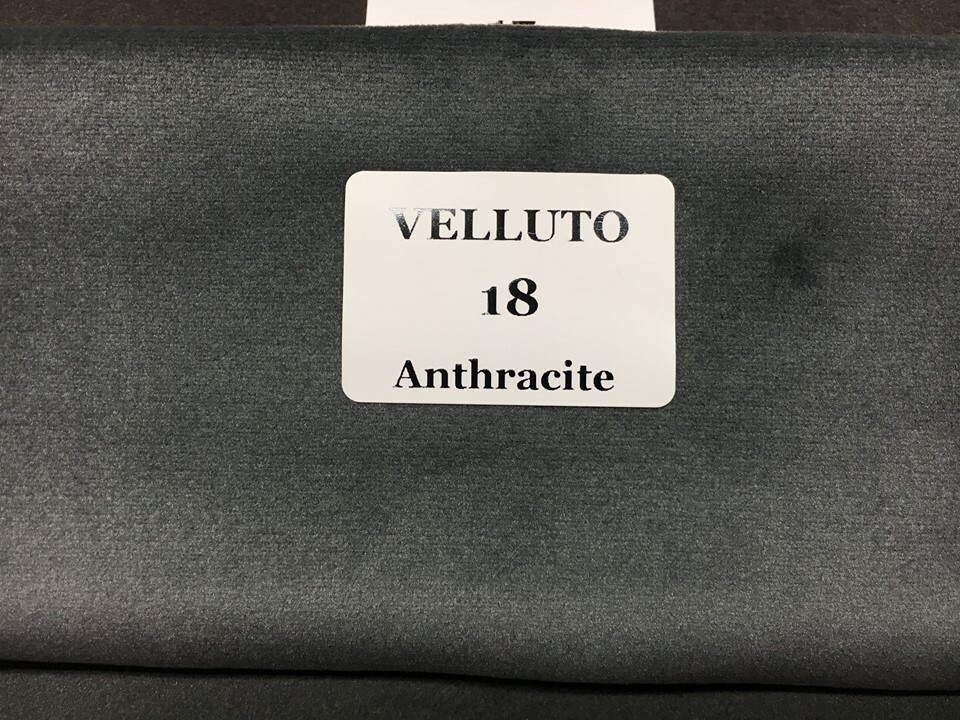 VELLUTO
18
Anthracite